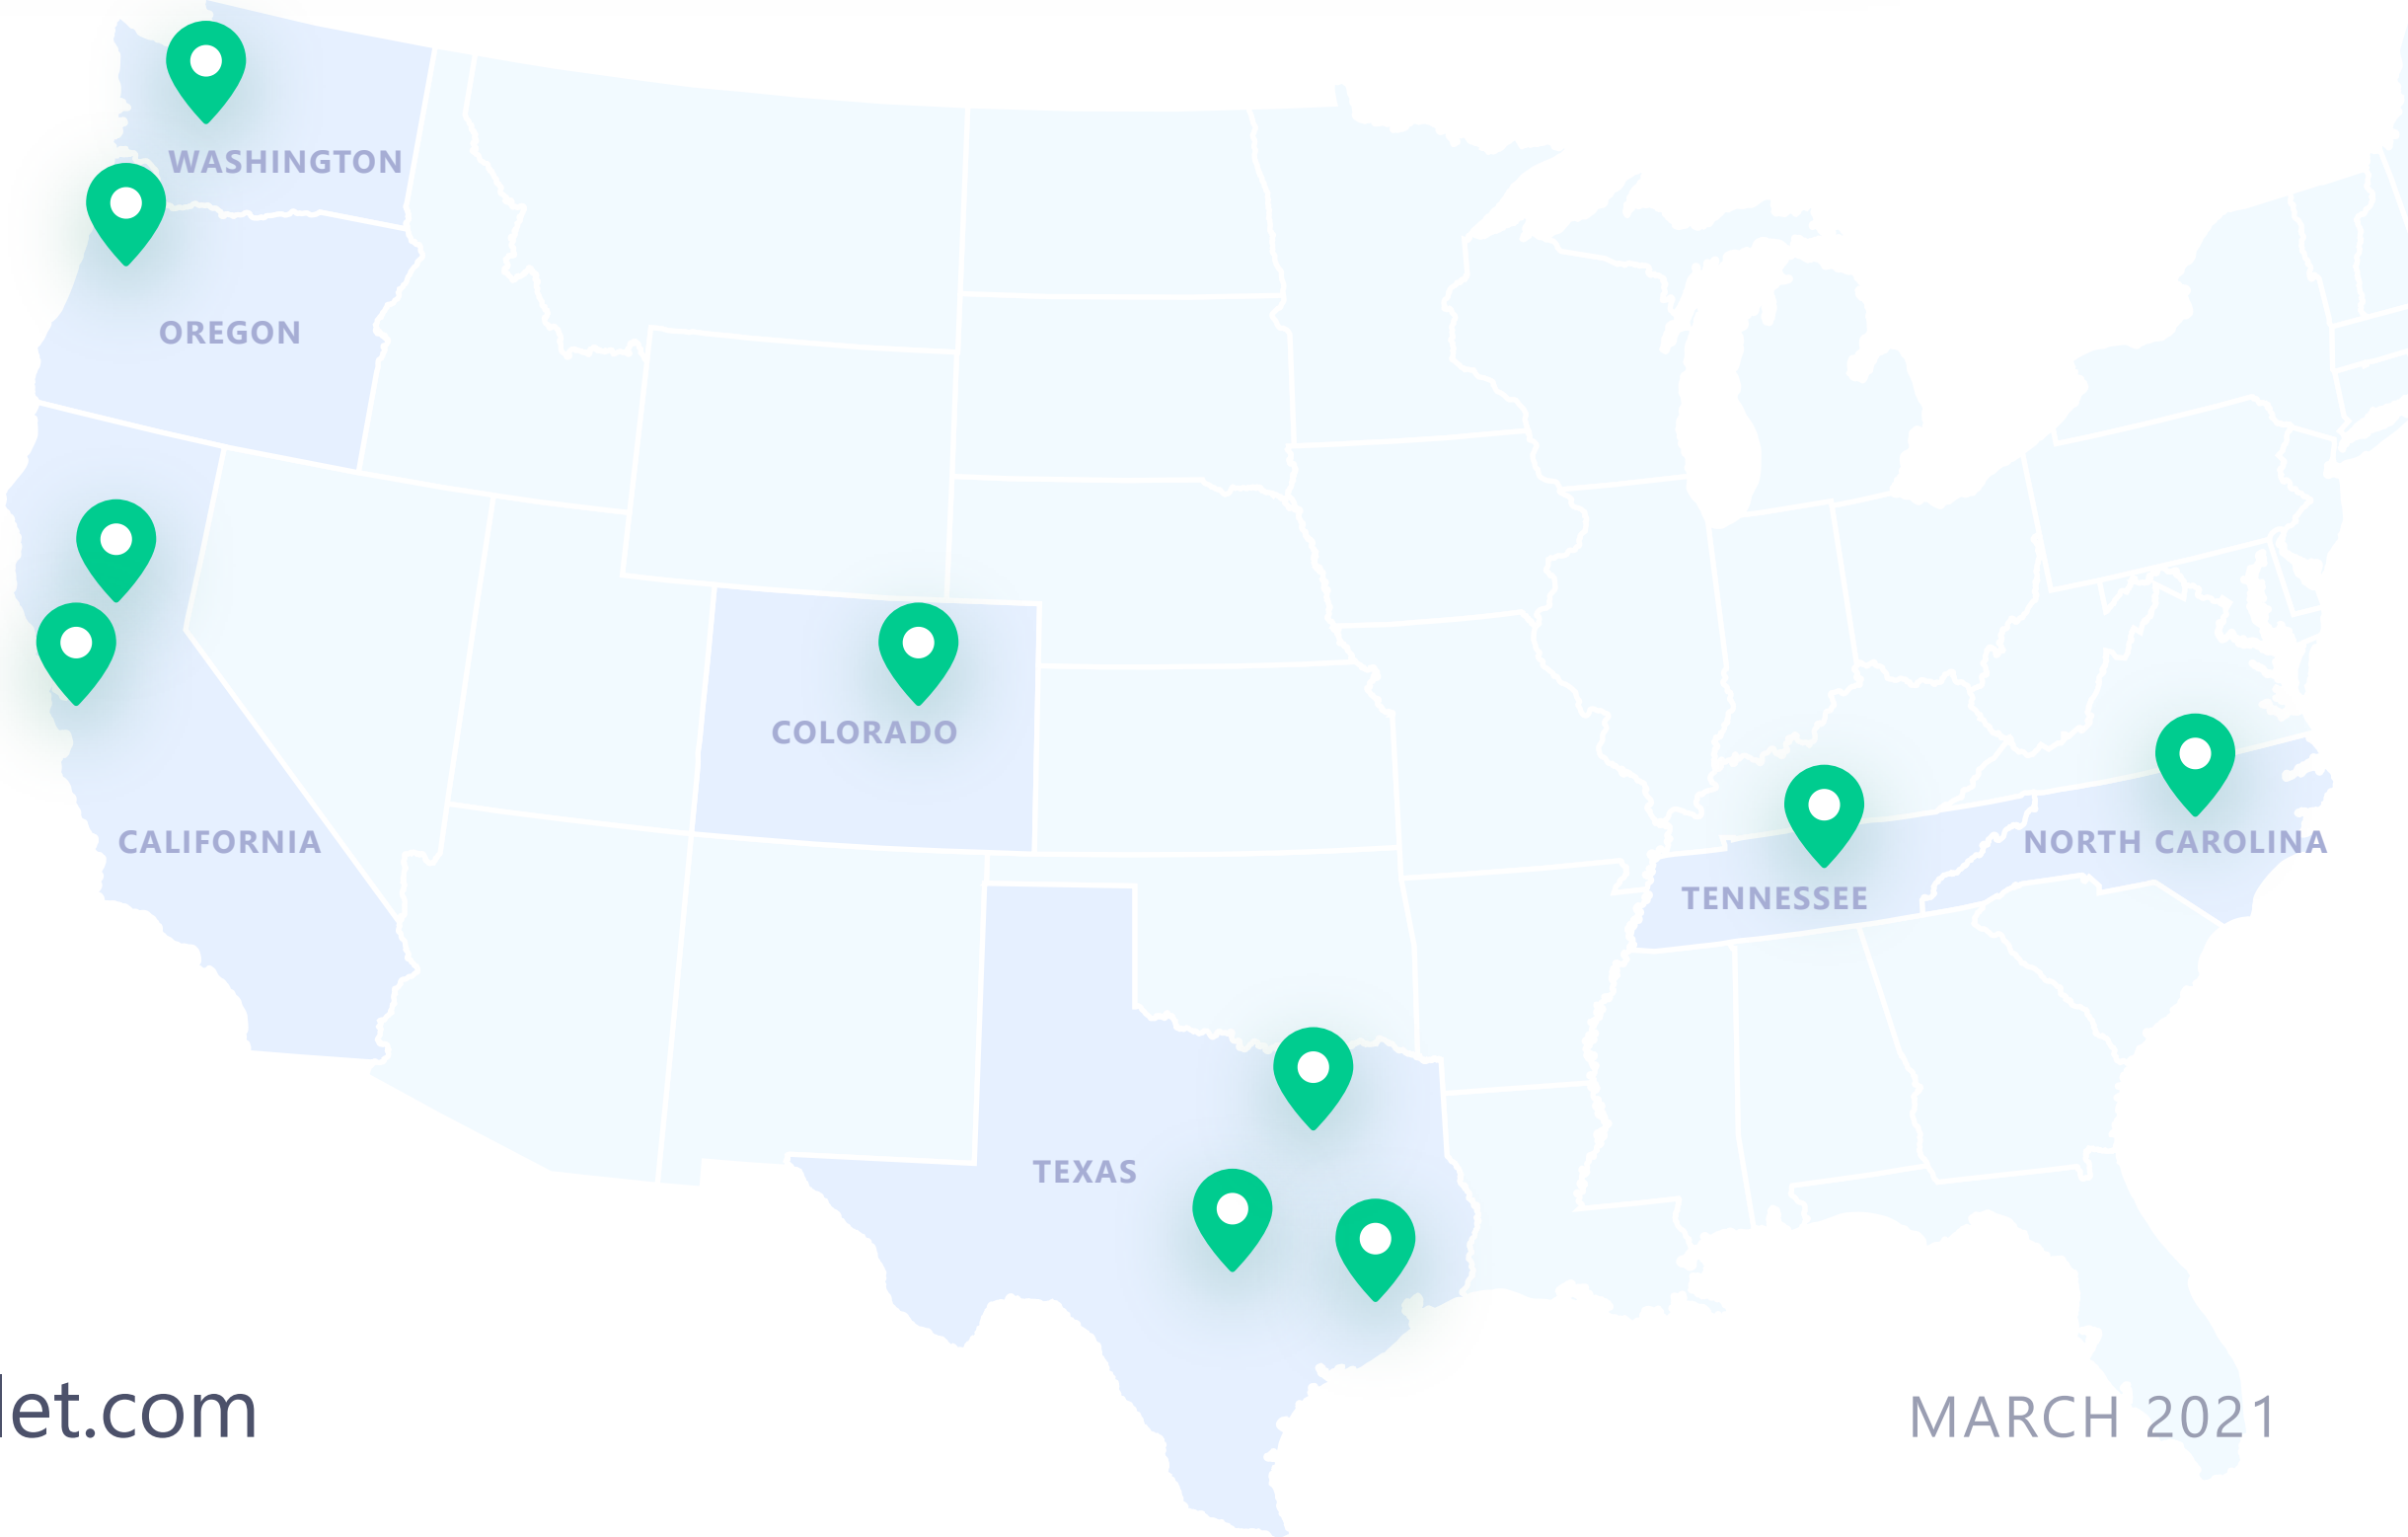 WASHINGTON
OREGON
COLORADO
CALIFORNIA
NORTH CAROLINA
TENNESSEE
TEXAS
let.com
MARCH 2021